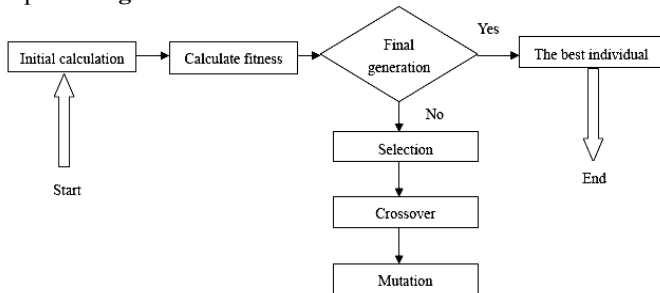 Initial calculation
Calculate fitness
Final
generation
Yes
The best individual
No
Selection
Start
End
Crossover
Mutation